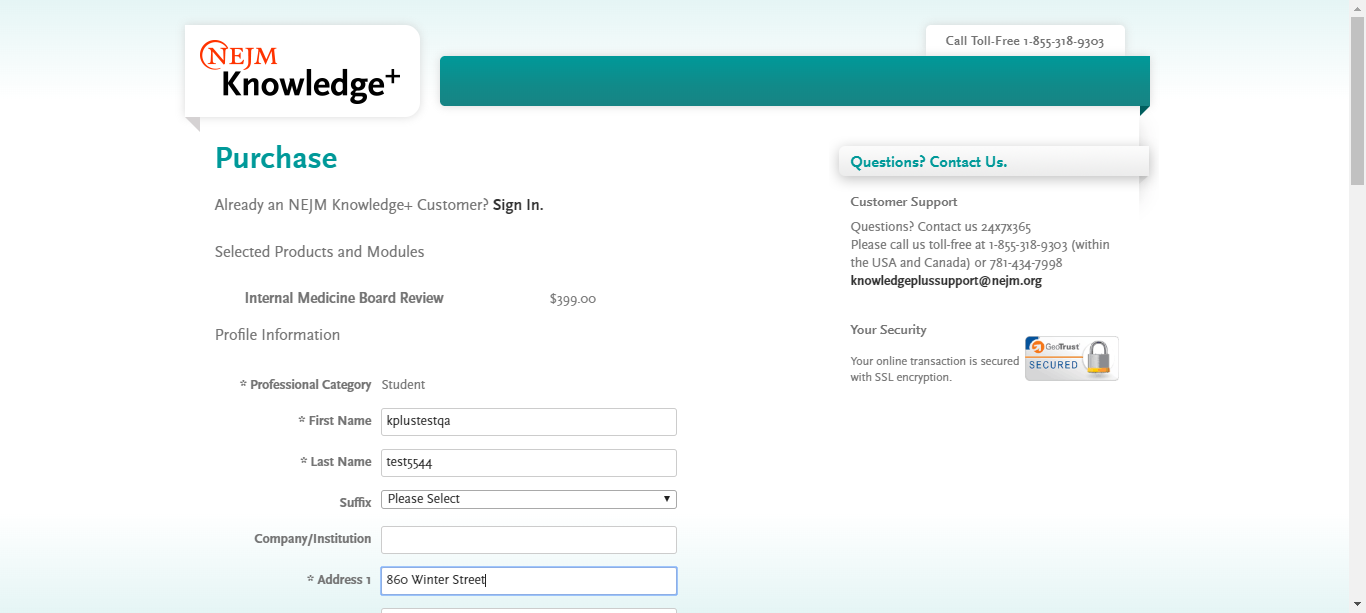 NEJM
Knowledge+
Call Toll-Free 1-855-318-9303
Purchase
Already an NEJM Knowledge+ Customer? Sign In.
Selected Products and Modules
Internal Medicine Board Review $399.00
Profile Information
* Professional Category Student
* First Name kplustestqa
* Last Name test5544
Suffix Please Select
Company/Institution
* Address 1 860 Winter Street
Questions? Contact Us.
Customer Support
Questions? Contact us 24x7x365
Please call us toll-free at 1-855-318-9303 (within
the USA and Canada) or 781-434-7998
knowledgeplussupport@nejm.org
Your Security
Your online transaction is secured
with SSL encryption.
GeoTrust
SECURED